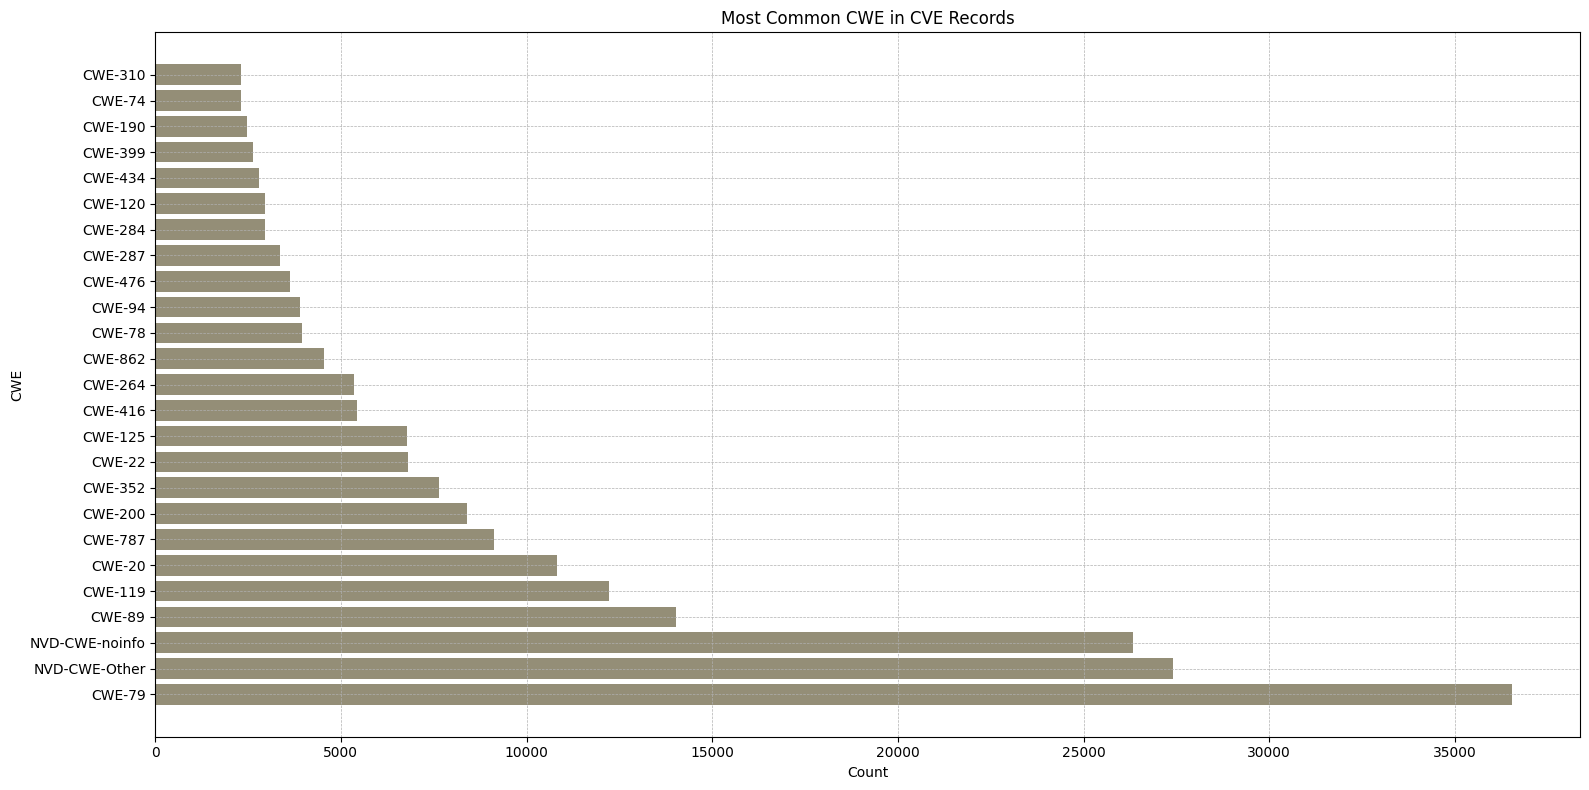 Most Common CWE in CVE Records
CWE
CWE-310
CWE-74
CWE-190
CWE-399
CWE-434
CWE-120
CWE-284
CWE-287
CWE-476
CWE-94
CWE-78
CWE-862
CWE-264
CWE-416
CWE-125
CWE-22
CWE-352
CWE-200
CWE-787
CWE-20
CWE-119
CWE-89
NVD-CWE-noinfo
NVD-CWE-Other
CWE-79
0 5000 10000 15000 20000 25000 30000 35000
Count